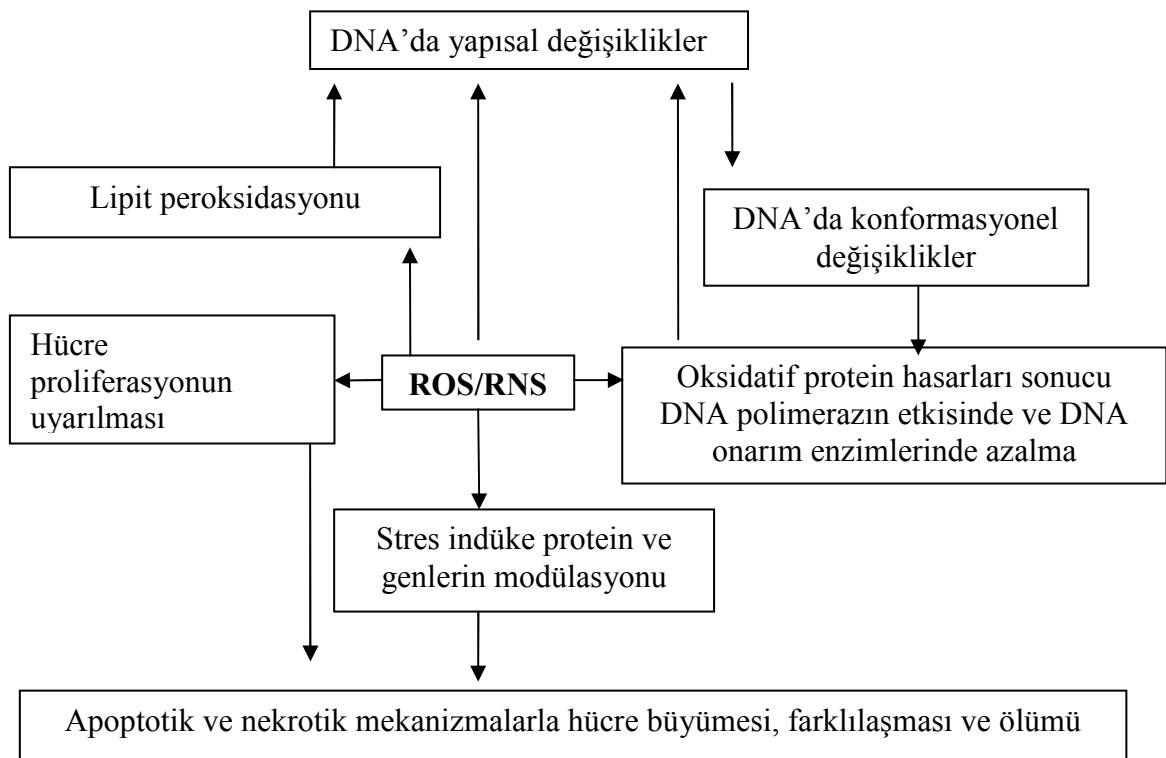 DNA’da yapısal değişiklikler
Lipit peroksidasyonu
DNA’da konformasyonel
değişiklikler
Hücre
proliferasyonun
uyarılması
ROS/RNS
Oksidatif protein hasarları sonucu
DNA polimerazın etkisinde ve DNA
onarım enzimlerinde azalma
Stres indüke protein ve
genlerin modülasyonu
Apoptotik ve nekrotik mekanizmalarla hücre büyümesi, farklılaşması ve ölümü